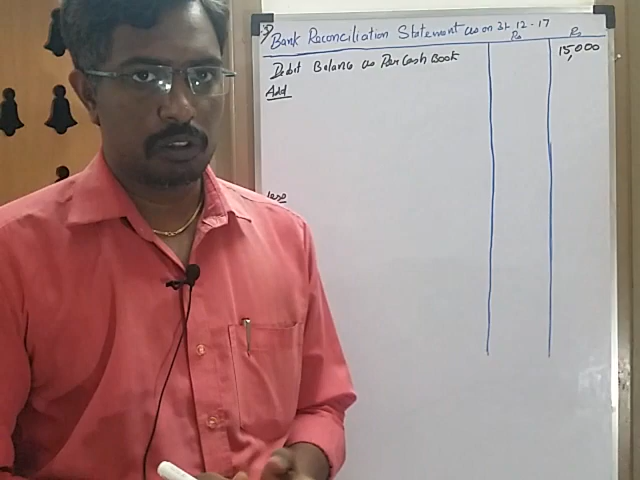 Bank Reconciliation Statement as on 31-12-17
Rs Rs
Debit Balance as Per Cash Book 15,000
Add
less